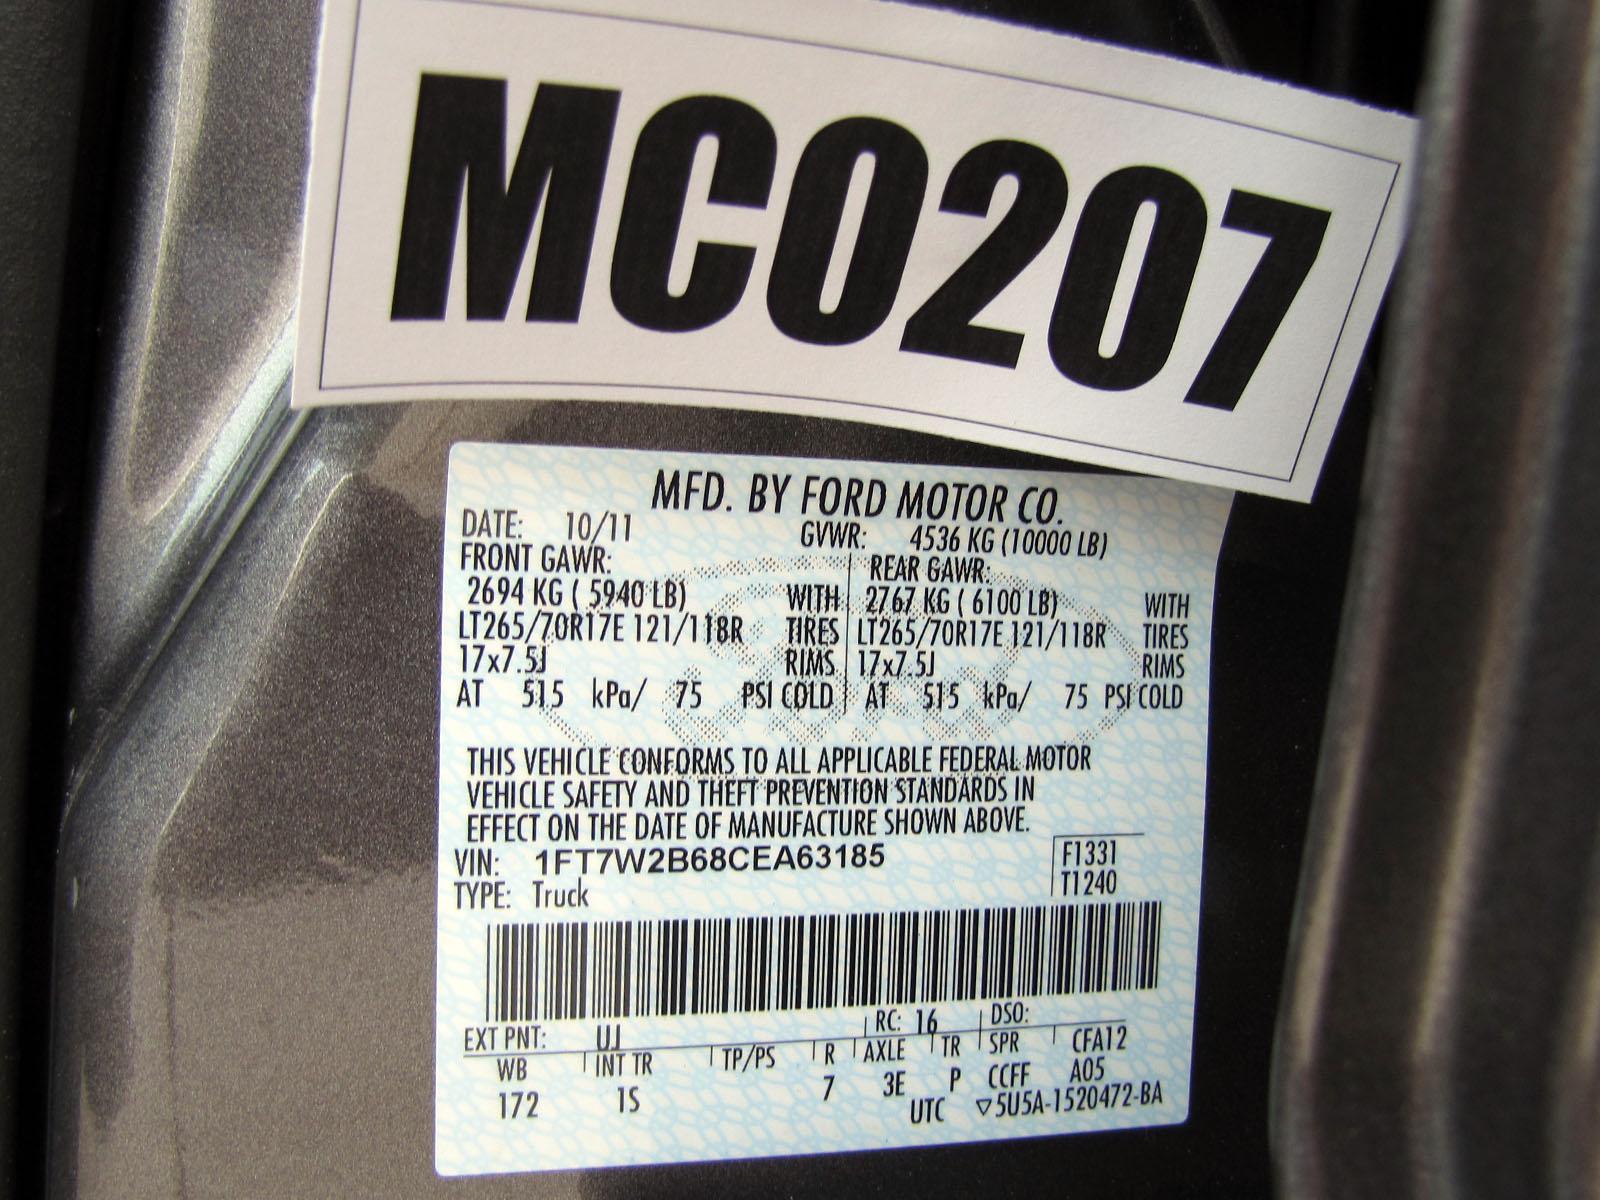 MC0207
MFD. BY FORD MOTOR CO.
DATE: 10/11 GVWR: 4536 KG (10000 LB)
FRONT GAWR: REAR GAWR:
2694 KG ( 5940 LB) WITH 2767 KG ( 6100 LB) WITH
LT265/70R17E 121/118R TIRES LT265/70R17E 121/118R TIRES
17x7.5J RIMS 17x7.5J RIMS
AT 515 kPa/ 75 PSI COLD AT 515 kPa/ 75 PSI COLD
THIS VEHICLE CONFORMS TO ALL APPLICABLE FEDERAL MOTOR
VEHICLE SAFETY AND THEFT PREVENTION STANDARDS IN
EFFECT ON THE DATE OF MANUFACTURE SHOWN ABOVE.
VIN: 1FT7W2B68CEA63185 F1331
TYPE: Truck T1240
EXT PNT: UJ RC: 16 DSO:
WB INT TR TP/PS R AXLE TR SPR CFA12
172 1S 7 3E P CCFF A05
UTC ▽5U5A-1520472-BA